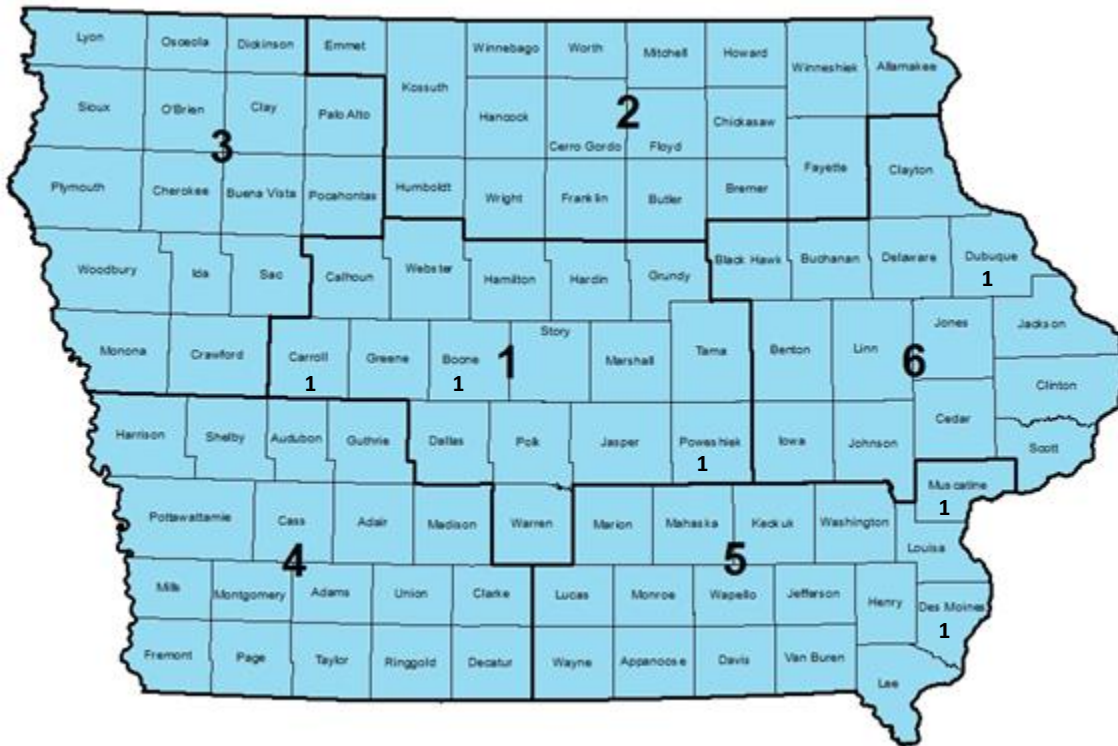 Lyon Osceola Dickinson Emmet Winnebago Worth Mitchell Howard Winneshiek Allamakee
Kossuth
Sioux O'Brien Clay Palo Alto Hancock Chickasaw
3 2
Cerro Gordo Floyd
Plymouth Cherokee Buena Vista Pocahontas Humboldt Wright Franklin Butler Bremer Fayette Clayton
Woodbury Ida Sac Calhoun Webster Hamilton Hardin Grundy Black Hawk Buchanan Delaware Dubuque
1
Monona Crawford Carroll Greene Boone Story Marshall Tama Benton Linn Jones Jackson
1 1 1 6
Clinton
Harrison Shelby Audubon Guthrie Dallas Polk Jasper Poweshiek Iowa Johnson Cedar Scott
1
Muscatine
1
Pottawattamie Cass Adair Madison Warren Marion Mahaska Keokuk Washington
Louisa
4 5
Mills Montgomery Adams Union Clarke Lucas Monroe Wapello Jefferson Henry Des Moines
1
Fremont Page Taylor Ringgold Decatur Wayne Appanoose Davis Van Buren Lee